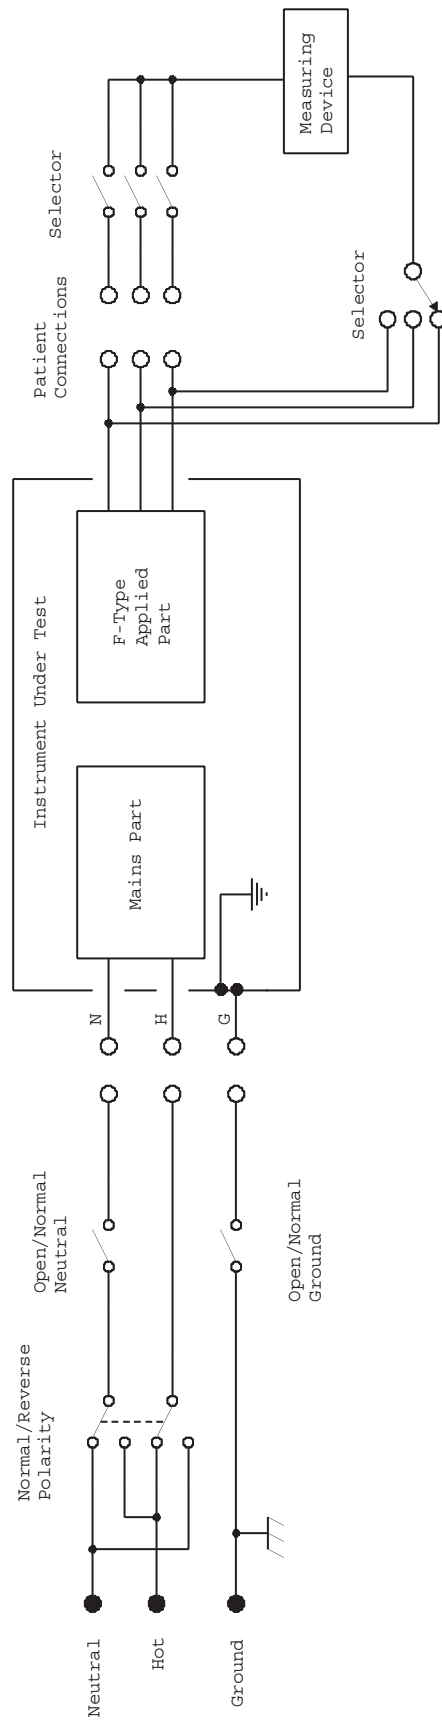 Neutral
Hot
Ground
Normal/Reverse
Polarity
Open/Normal
Neutral
Open/Normal
Ground
N
H
G
Instrument Under Test
Mains Part
F-Type
Applied
Part
Patient
Connections
Selector
Selector
Measuring
Device